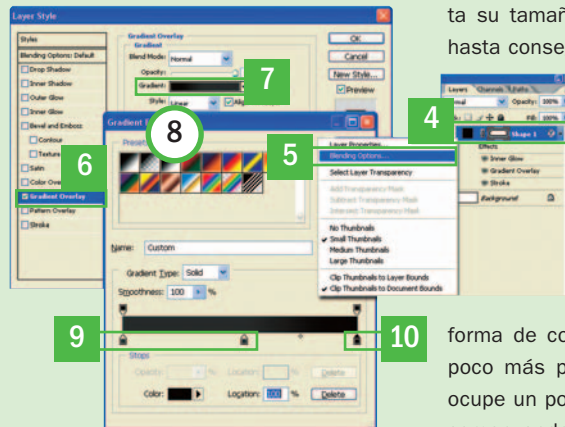 Layer Style
Styles
Blending Options: Default
Drop Shadow
Inner Shadow
Outer Glow
Inner Glow
Bevel and Emboss
Contour
Texture
Satin
Color
Gradient Overlay
Pattern Overlay
Stroke
6
Gradient Overlay
Gradient
Blend Mode: Normal
Opacity:
Gradient:
Style: Linear
7
OK
Cancel
New Style...
Preview
8
5
Name: Custom
Gradient Type: Solid
Smoothness: 100 %
9
10
Stops
Opacity: % Location: % Delete
Color: Location: 100 % Delete
Layer Properties...
Blending Options...
Select Layer Transparency
Add Transparency Mask
Subtract Transparency Mask
Intersect Transparency Mask
No Thumbnails
Small Thumbnails
Medium Thumbnails
Large Thumbnails
Clip Thumbnails to Layer Bounds
Clip Thumbnails to Document Bounds
ta su tamañ
hasta conse
Layers Channels Paths
Opacity: 100%
100%
4
Shape 1
Effects
Inner Glow
Gradient Overlay
Stroke
Background
forma de co
poco más p
ocupe un po